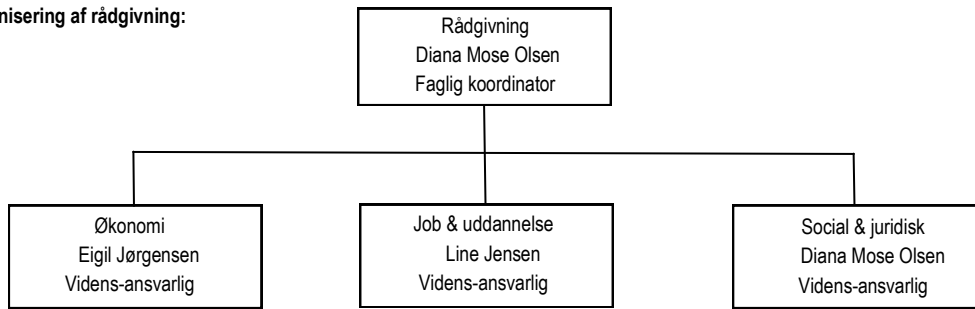 nisering af rådgivning:
Rådgivning
Diana Mose Olsen
Faglig koordinator
Økonomi
Eigil Jørgensen
Videns-ansvarlig
Job & uddannelse
Line Jensen
Videns-ansvarlig
Social & juridisk
Diana Mose Olsen
Videns-ansvarlig